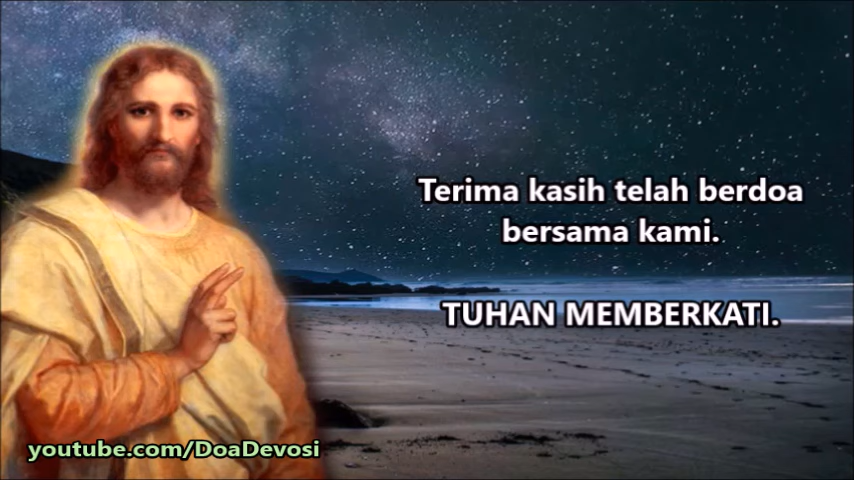 Terima kasih telah berdoa
bersama kami.
TUHAN MEMBERKATI.
youtube.com/DoaDevosi